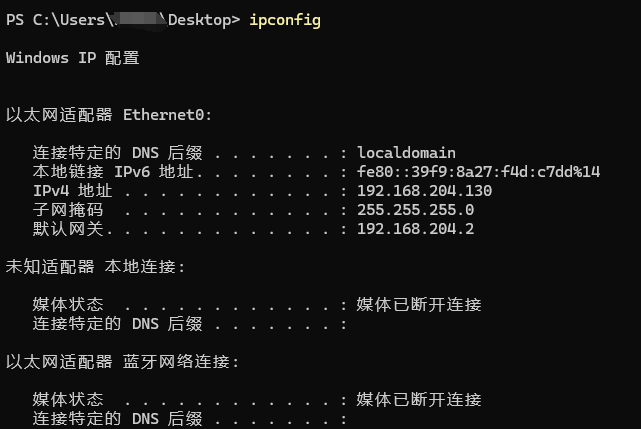 PS C:\Users\ \Desktop> ipconfig
Windows IP 配置
以太网适配器 Ethernet0:
连接特定的 DNS 后缀 . . . . . . . : localdomain
本地链接 IPv6 地址. . . . . . . . : fe80::39f9:8a27:f4d:c7dd%14
IPv4 地址 . . . . . . . . . . . . : 192.168.204.130
子网掩码 . . . . . . . . . . . . : 255.255.255.0
默认网关. . . . . . . . . . . . . : 192.168.204.2
未知适配器 本地连接:
媒体状态 . . . . . . . . . . . . : 媒体已断开连接
连接特定的 DNS 后缀 . . . . . . . :
以太网适配器 蓝牙网络连接:
媒体状态 . . . . . . . . . . . . : 媒体已断开连接
连接特定的 DNS 后缀 . . . . . . . :